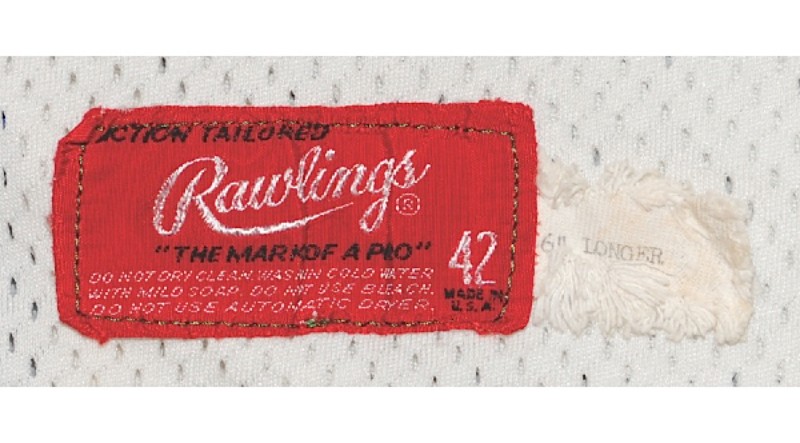 ACTION TAILORED
Rawlings®
"THE MARK OF A PRO"
42
DO NOT DRY CLEAN. WASH IN COLD WATER
WITH MILD SOAP. DO NOT USE BLEACH.
DO NOT USE AUTOMATIC DRYER.
MADE IN
U.S.A.
6" LONGER